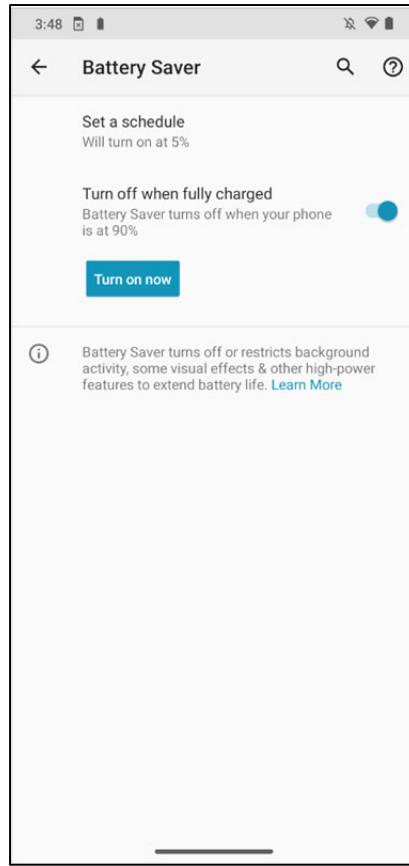 3:48
Battery Saver
Set a schedule
Will turn on at 5%
Turn off when fully charged
Battery Saver turns off when your phone
is at 90%
Turn on now
Battery Saver turns off or restricts background
activity, some visual effects & other high-power
features to extend battery life. Learn More